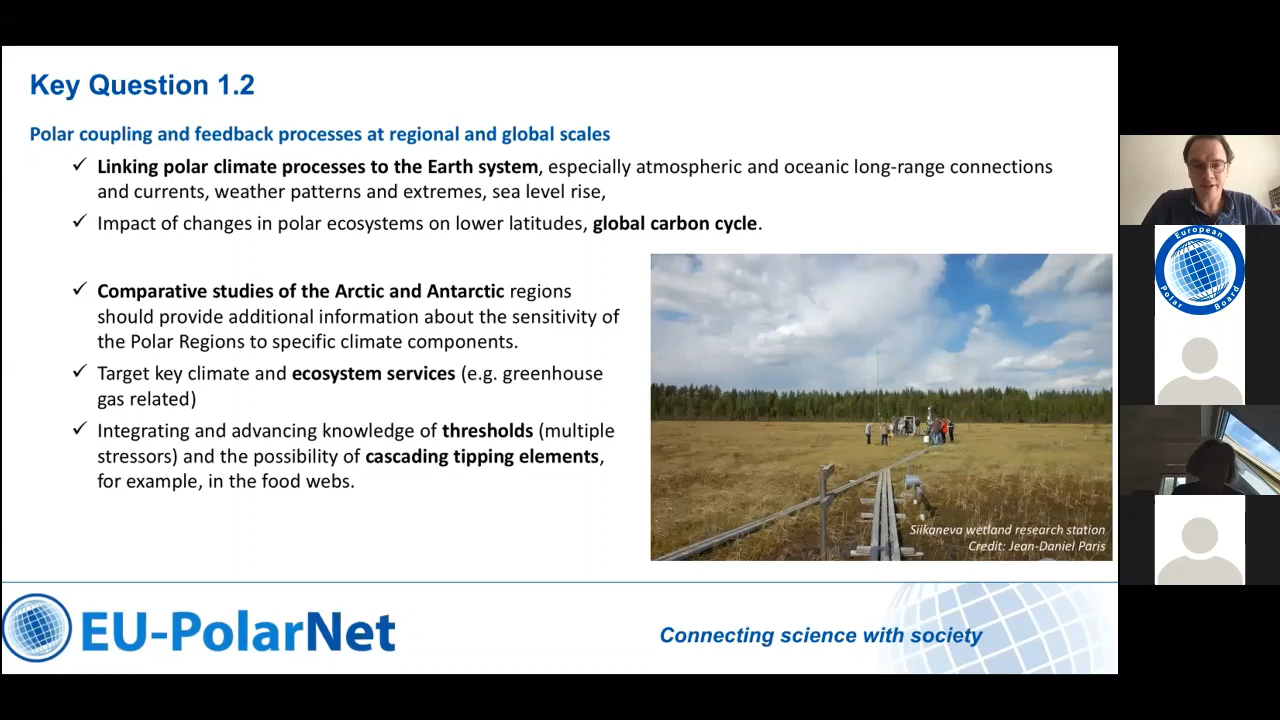 Key Question 1.2
Polar coupling and feedback processes at regional and global scales
✓ Linking polar climate processes to the Earth system, especially atmospheric and oceanic long-range connections
and currents, weather patterns and extremes, sea level rise,
✓ Impact of changes in polar ecosystems on lower latitudes, global carbon cycle.
✓ Comparative studies of the Arctic and Antarctic regions
should provide additional information about the sensitivity of
the Polar Regions to specific climate components.
✓ Target key climate and ecosystem services (e.g. greenhouse
gas related)
✓ Integrating and advancing knowledge of thresholds (multiple
stressors) and the possibility of cascading tipping elements,
for example, in the food webs.
Siikaneva wetland research station
Credit: Jean-Daniel Paris
EU-PolarNet
Connecting science with society
European
Polar Board